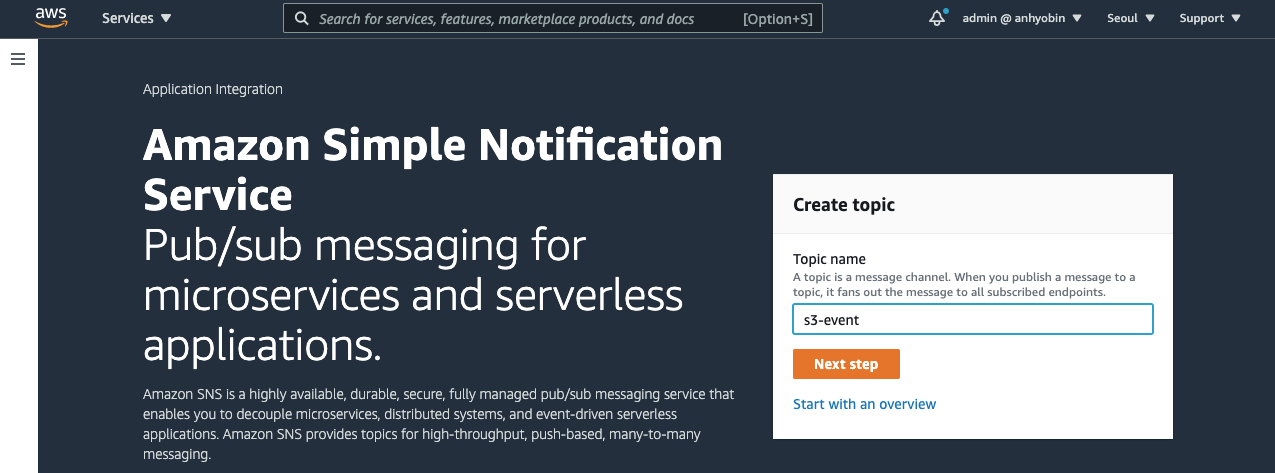 aws Services Search for services, features, marketplace products, and docs [Option+S] admin @ anhyobin Seoul Support
Application Integration
Amazon Simple Notification
Service
Pub/sub messaging for
microservices and serverless
applications.
Amazon SNS is a highly available, durable, secure, fully managed pub/sub messaging service that
enables you to decouple microservices, distributed systems, and event-driven serverless
applications. Amazon SNS provides topics for high-throughput, push-based, many-to-many
messaging.
Create topic
Topic name
A topic is a message channel. When you publish a message to a
topic, it fans out the message to all subscribed endpoints.
s3-event
Next step
Start with an overview